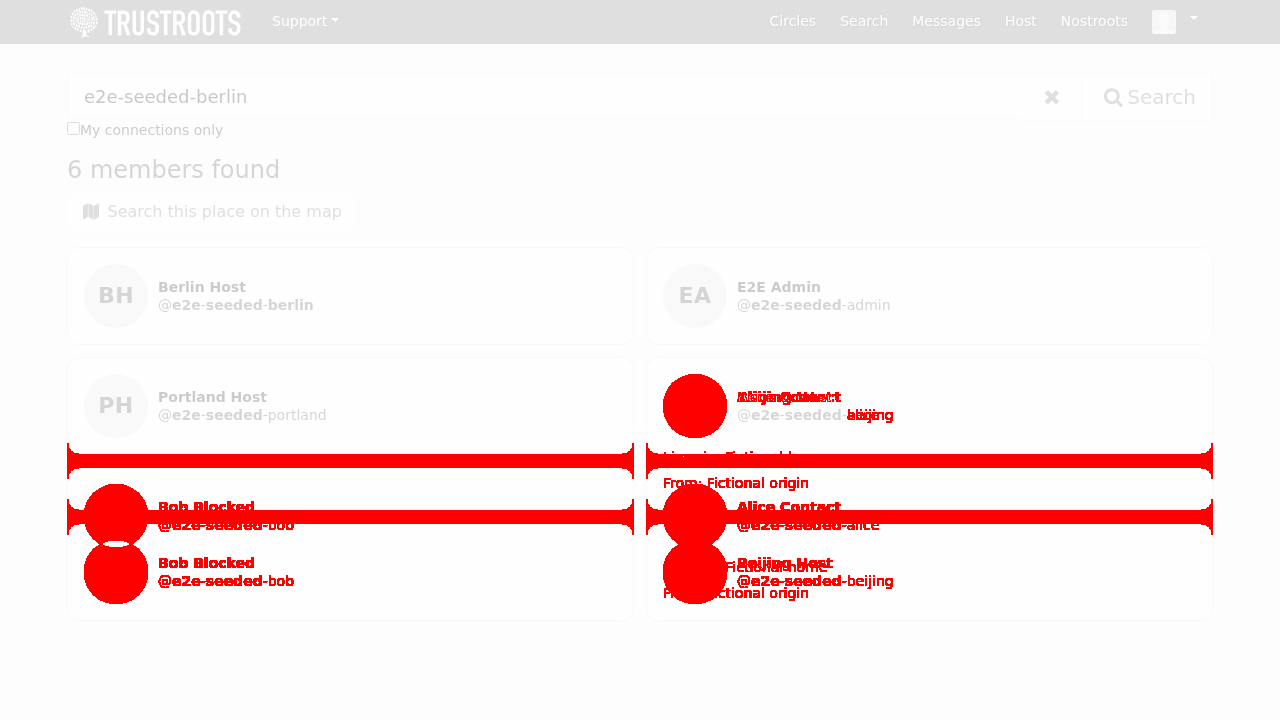 TRUSTROOTS Support Circles Search Messages Host Nostroots
e2e-seeded-berlin Search
My connections only
6 members found
Search this place on the map
BH Berlin Host
@e2e-seeded-berlin
EA E2E Admin
@e2e-seeded-admin
PH Portland Host
@e2e-seeded-portland
@e2e-seeded-
From: Fictional origin
Bob Blocked
@e2e-seeded-bob
Alice Contact
@e2e-seeded-alice
Bob Blocked
@e2e-seeded-bob
Beijing Host
Fictional home
@e2e-seeded-beijing